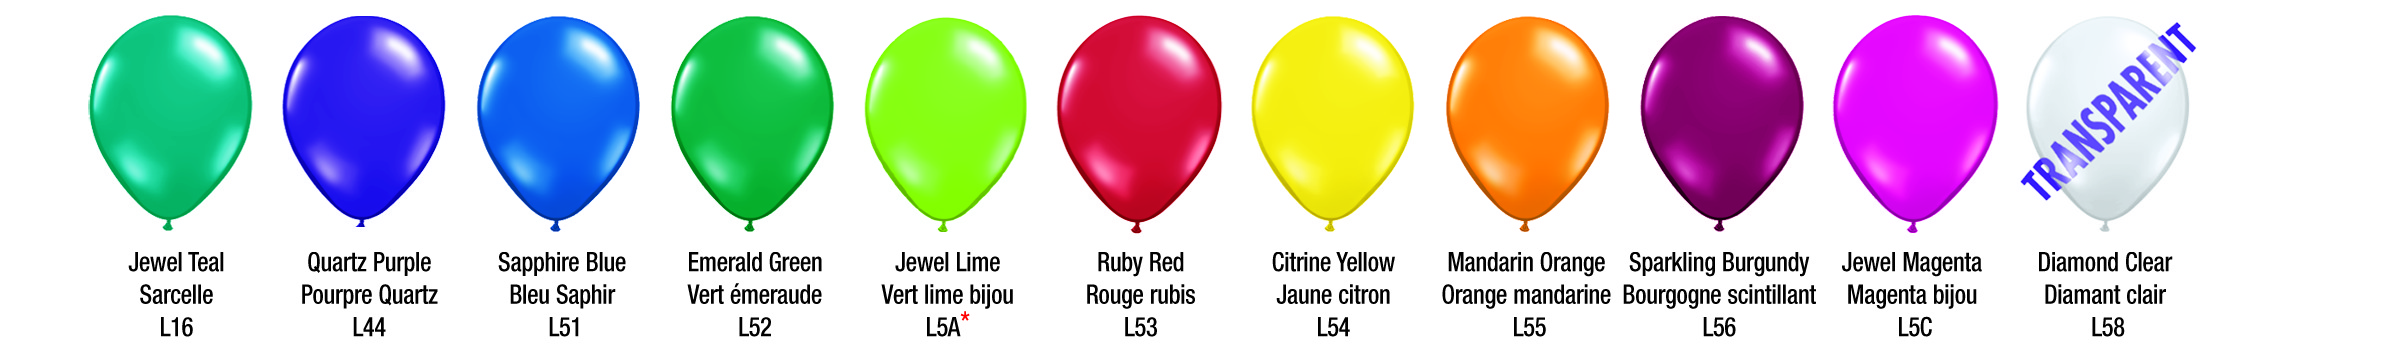 TRANSPARENT
Jewel Teal Quartz Purple Sapphire Blue Emerald Green Jewel Lime Ruby Red Citrine Yellow Mandarin Orange Sparkling Burgundy Jewel Magenta Diamond Clear
Sarcelle Pourpre Quartz Bleu Saphir Vert émeraude Vert lime bijou Rouge rubis Jaune citron Orange mandarine Bourgogne scintillant Magenta bijou Diamant clair
L16 L44 L51 L52 L5A* L53 L54 L55 L56 L5C L58